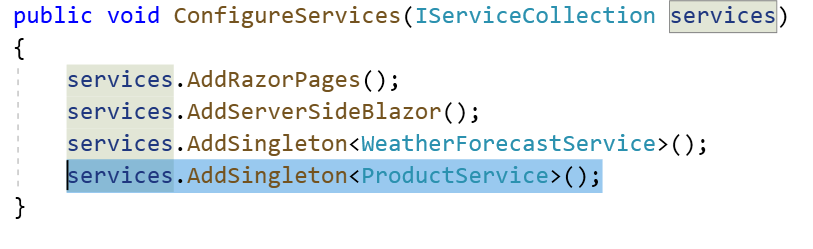 public void ConfigureServices(IServiceCollection services)
{
    services.AddRazorPages();
    services.AddServerSideBlazor();
    services.AddSingleton<WeatherForecastService>();
    services.AddSingleton<ProductService>();
}